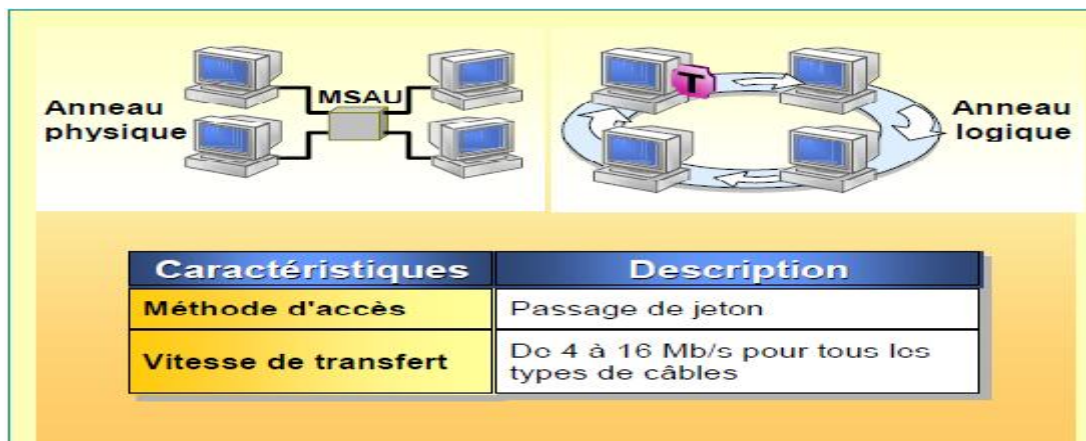 Anneau
physique
MSAU
T
Anneau
logique
Caractéristiques
Description
Méthode d'accès
Passage de jeton
Vitesse de transfert
De 4 à 16 Mb/s pour tous les
types de câbles